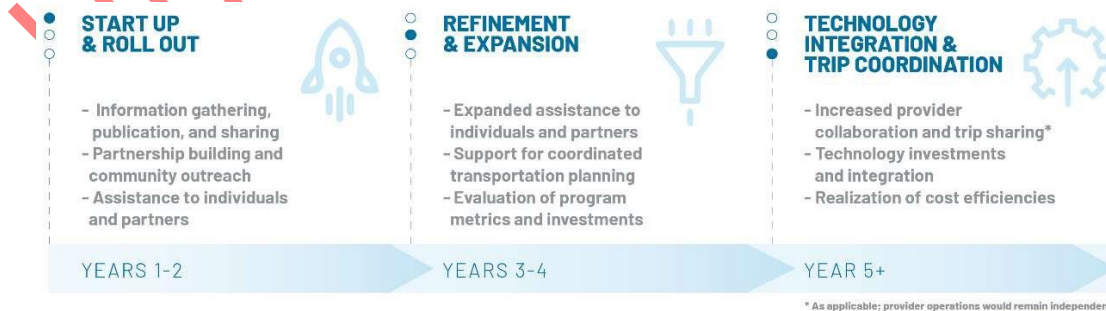 START UP
& ROLL OUT
- Information gathering,
publication, and sharing
- Partnership building and
community outreach
- Assistance to individuals
and partners
YEARS 1-2
REFINEMENT
& EXPANSION
- Expanded assistance to
individuals and partners
- Support for coordinated
transportation planning
- Evaluation of program
metrics and investments
YEARS 3-4
TECHNOLOGY
INTEGRATION &
TRIP COORDINATION
- Increased provider
collaboration and trip sharing*
- Technology investments
and integration
- Realization of cost efficiencies
YEAR 5+
* As applicable; provider operations would remain independen